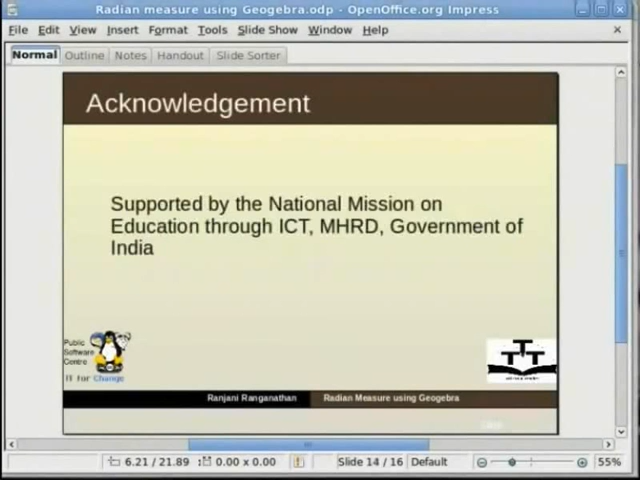 Radian measure using Geogebra.odp - OpenOffice.org Impress
File Edit View Insert Format Tools Slide Show Window Help
Normal Outline Notes Handout Slide Sorter
Acknowledgement
Supported by the National Mission on
Education through ICT, MHRD, Government of
India
Public
Software
Centre
IT for Change
TTT
Ranjani Ranganathan Radian Measure using Geogebra
6.21 / 21.89 0.00 x 0.00 Slide 14 / 16 Default 55%